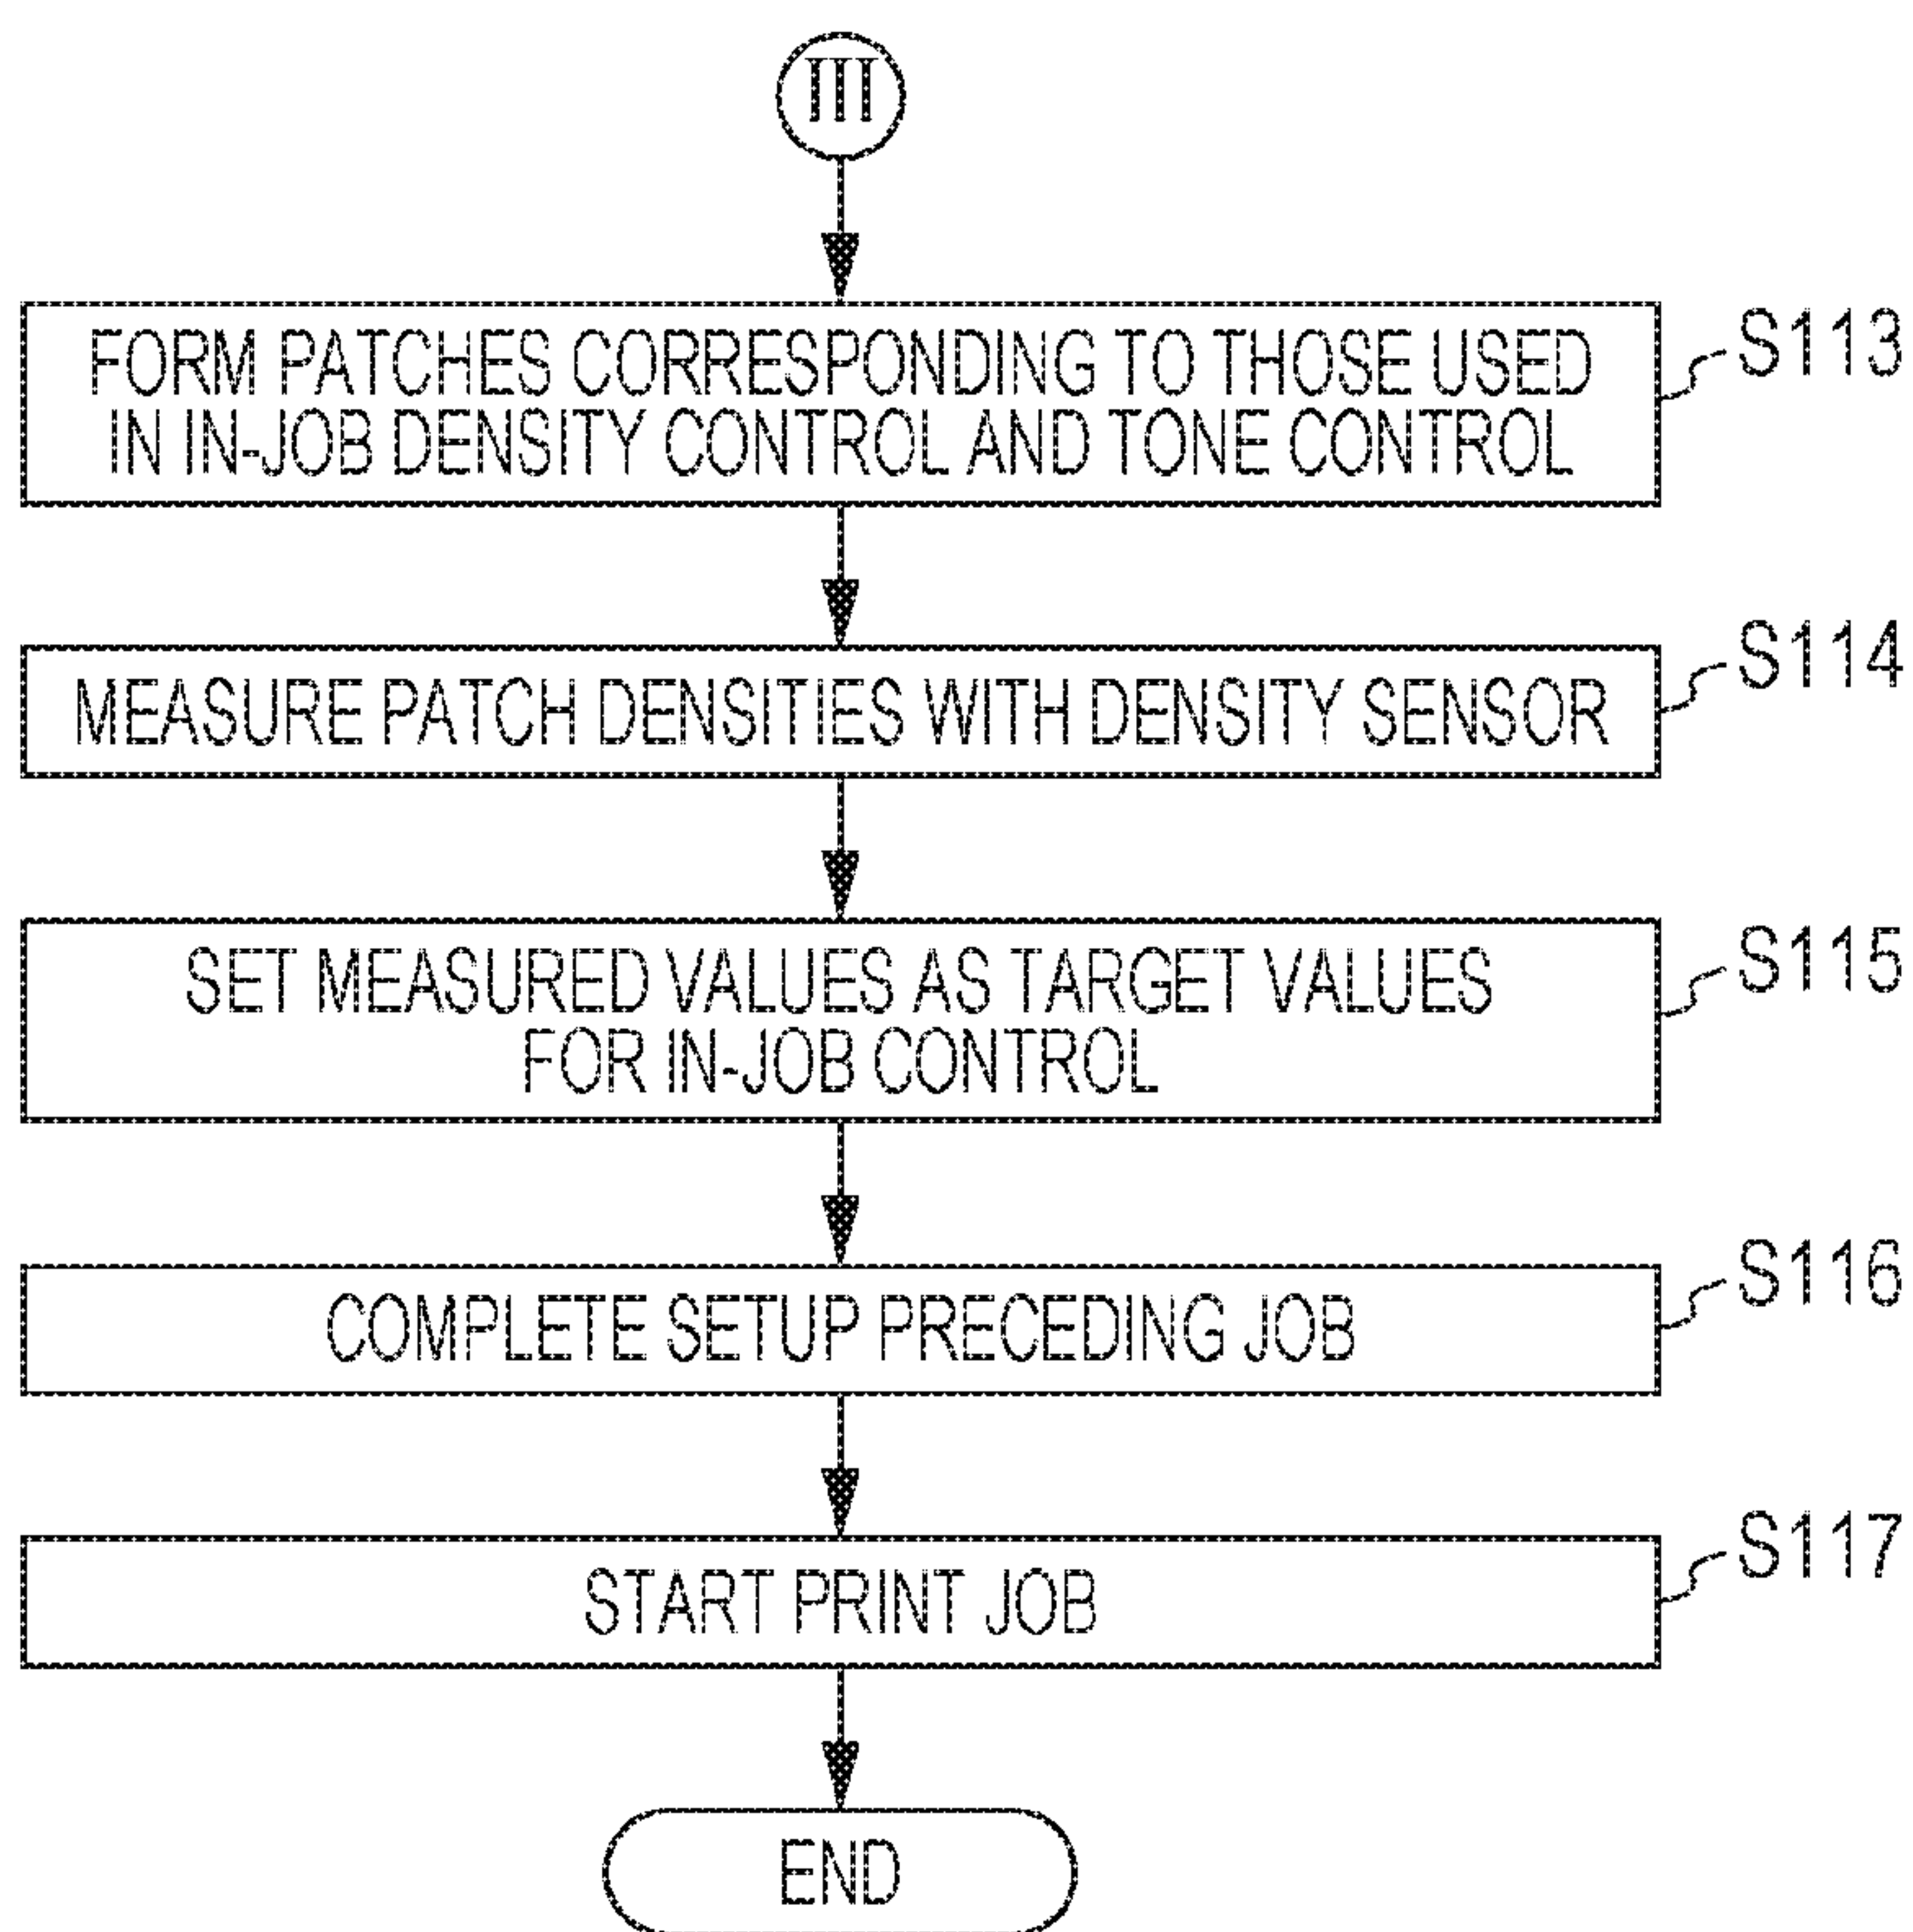 III
FORM PATCHES CORRESPONDING TO THOSE USED
IN IN-JOB DENSITY CONTROL AND TONE CONTROL
S113
MEASURE PATCH DENSITIES WITH DENSITY SENSOR
S114
SET MEASURED VALUES AS TARGET VALUES
FOR IN-JOB CONTROL
S115
COMPLETE SETUP PRECEDING JOB
S116
START PRINT JOB
S117
END